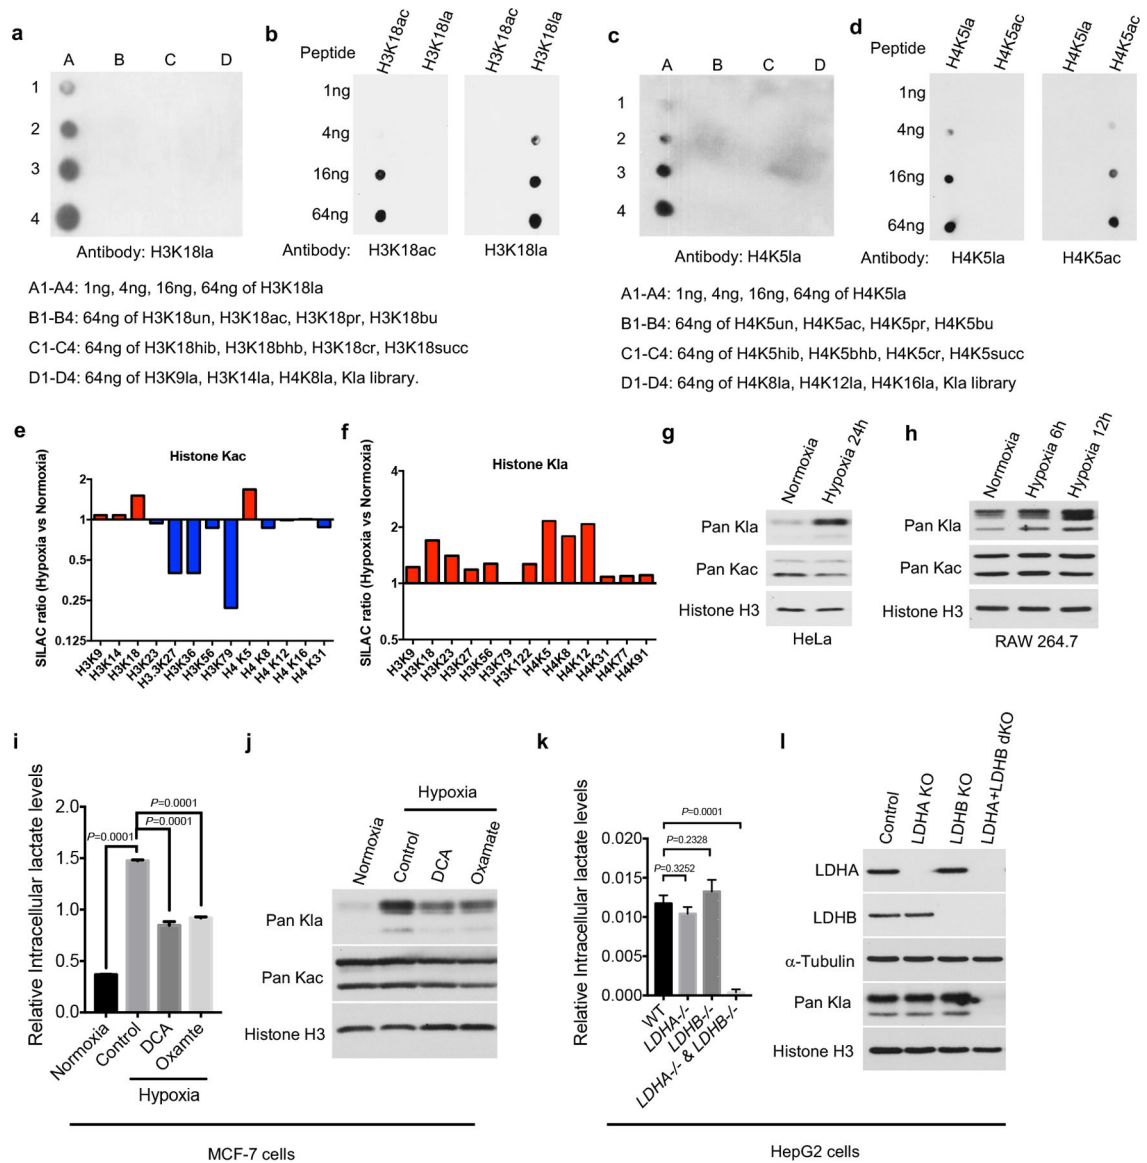 a
A B C D
1
2
3
4
Antibody: H3K18la
b
Peptide
H3K18ac
H3K18la
H3K18ac
H3K18la
1ng
4ng
16ng
64ng
Antibody: H3K18ac H3K18la
A1-A4: 1ng, 4ng, 16ng, 64ng of H3K18la
B1-B4: 64ng of H3K18un, H3K18ac, H3K18pr, H3K18bu
C1-C4: 64ng of H3K18hib, H3K18bhb, H3K18cr, H3K18succ
D1-D4: 64ng of H3K9la, H3K14la, H4K8la, Kla library.
c
A B C D
1
2
3
4
Antibody: H4K5la
d
Peptide
H4K5la
H4K5ac
H4K5la
H4K5ac
1ng
4ng
16ng
64ng
Antibody: H4K5la H4K5ac
A1-A4: 1ng, 4ng, 16ng, 64ng of H4K5la
B1-B4: 64ng of H4K5un, H4K5ac, H4K5pr, H4K5bu
C1-C4: 64ng of H4K5hib, H4K5bhb, H4K5cr, H4K5succ
D1-D4: 64ng of H4K8la, H4K12la, H4K16la, Kla library
e
Histone Kac
SILAC ratio (Hypoxia vs Normoxia)
2
1
0.5
0.25
0.125
H3K9
H3K14
H3K18
H3K23
H3.3K27
H3K36
H3K56
H3K79
H4 K5
H4 K8
H4 K12
H4 K16
H4 K31
f
Histone Kla
SILAC ratio (Hypoxia vs Normoxia)
4
2
1
0.5
H3K9
H3K18
H3K23
H3K27
H3K56
H3K79
H3K122
H4K5
H4K8
H4K12
H4K31
H4K77
H4K91
g
Normoxia
Hypoxia 24h
Pan Kla
Pan Kac
Histone H3
HeLa
h
Normoxia
Hypoxia 6h
Hypoxia 12h
Pan Kla
Pan Kac
Histone H3
RAW 264.7
i
Relative Intracellular lactate levels
2.0
1.5
1.0
0.5
0.0
P=0.0001
P=0.0001
P=0.0001
Normoxia
Control
DCA
Oxamte
Hypoxia
j
Hypoxia
Normoxia
Control
DCA
Oxamate
Pan Kla
Pan Kac
Histone H3
MCF-7 cells
k
Relative Intracellular lactate levels
0.020
0.015
0.010
0.005
0.000
P=0.0001
P=0.2328
P=0.3252
WT
LDHA-/-
LDHB-/-
LDHA-/- & LDHB-/-
l
Control
LDHA KO
LDHB KO
LDHA+LDHB dKO
LDHA
LDHB
α-Tubulin
Pan Kla
Histone H3
HepG2 cells